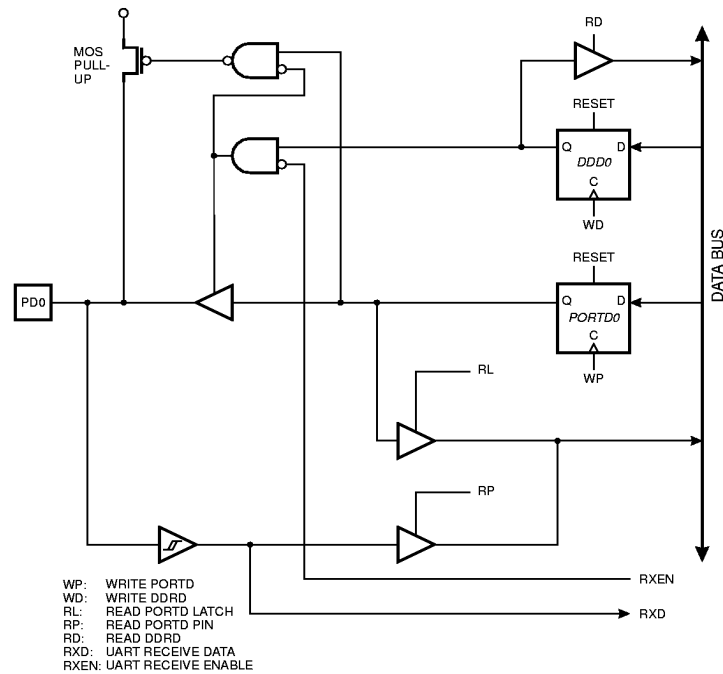 RD
MOS
PULL-
UP
RESET
Q
D
DDD0
C
WD
DATA BUS
RESET
PD0
Q
D
PORTD0
C
WP
RL
RP
RXEN
WP: WRITE PORTD
WD: WRITE DDRD
RL: READ PORTD LATCH
RP: READ PORTD PIN
RD: READ DDRD
RXD: UART RECEIVE DATA
RXEN: UART RECEIVE ENABLE
RXD